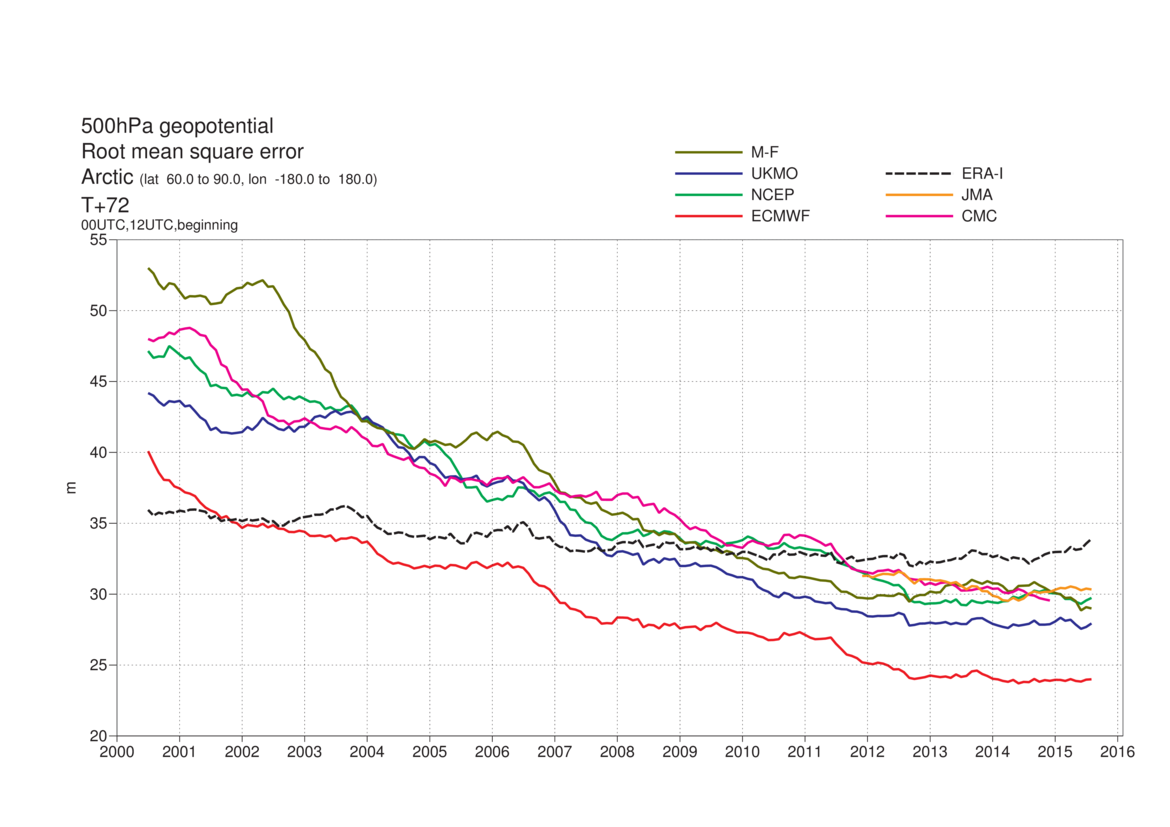 500hPa geopotential
Root mean square error
Arctic (lat 60.0 to 90.0, lon -180.0 to 180.0)
T+72
00UTC,12UTC,beginning
M-F
UKMO
NCEP
ECMWF
ERA-I
JMA
CMC
55
50
45
40
35
30
25
20
m
2000 2001 2002 2003 2004 2005 2006 2007 2008 2009 2010 2011 2012 2013 2014 2015 2016